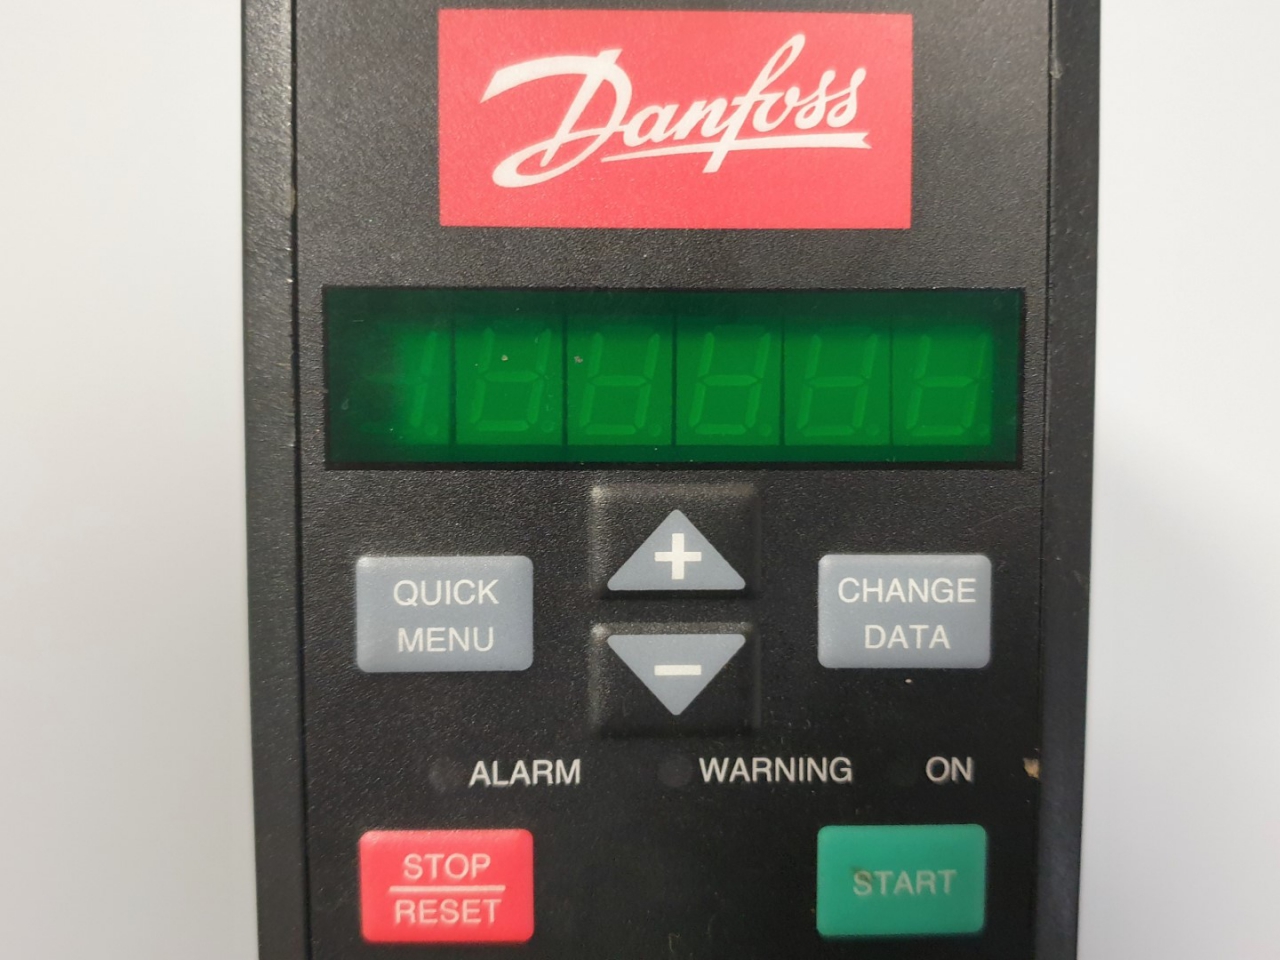 Danfoss
+
QUICK
MENU
CHANGE
DATA
-
ALARM
WARNING
ON
STOP
RESET
START